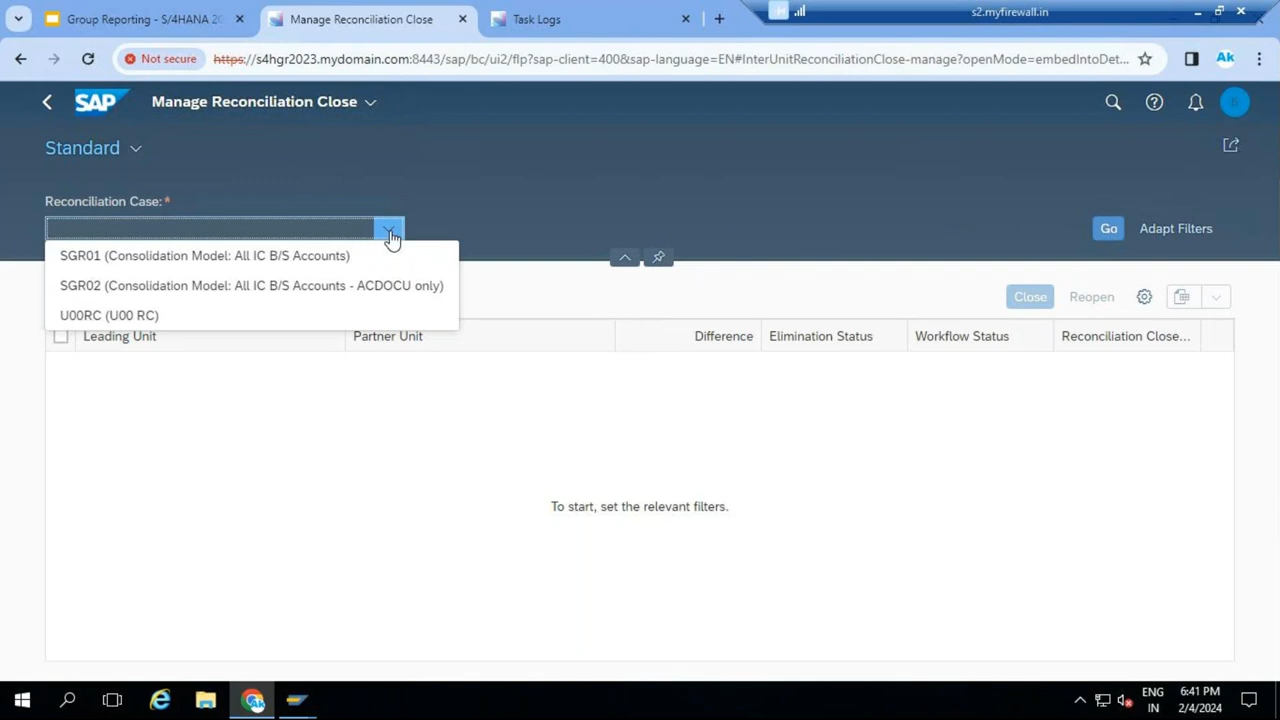 Group Reporting - S/4HANA 20
Manage Reconciliation Close
Task Logs
s2.myfirewall.in
Not secure
https://s4hgr2023.mydomain.com:8443/sap/bc/ui2/flp?sap-client=400&sap-language=EN#InterUnitReconciliationClose-manage?openMode=embedIntoDet...
Ak
SAP
Manage Reconciliation Close
Standard
Reconciliation Case:*
Go
Adapt Filters
SGR01 (Consolidation Model: All IC B/S Accounts)
SGR02 (Consolidation Model: All IC B/S Accounts - ACDOCU only)
U00RC (U00 RC)
Close
Reopen
Leading Unit
Partner Unit
Difference
Elimination Status
Workflow Status
Reconciliation Close...
To start, set the relevant filters.
Ak
ENG
IN
6:41 PM
2/4/2024